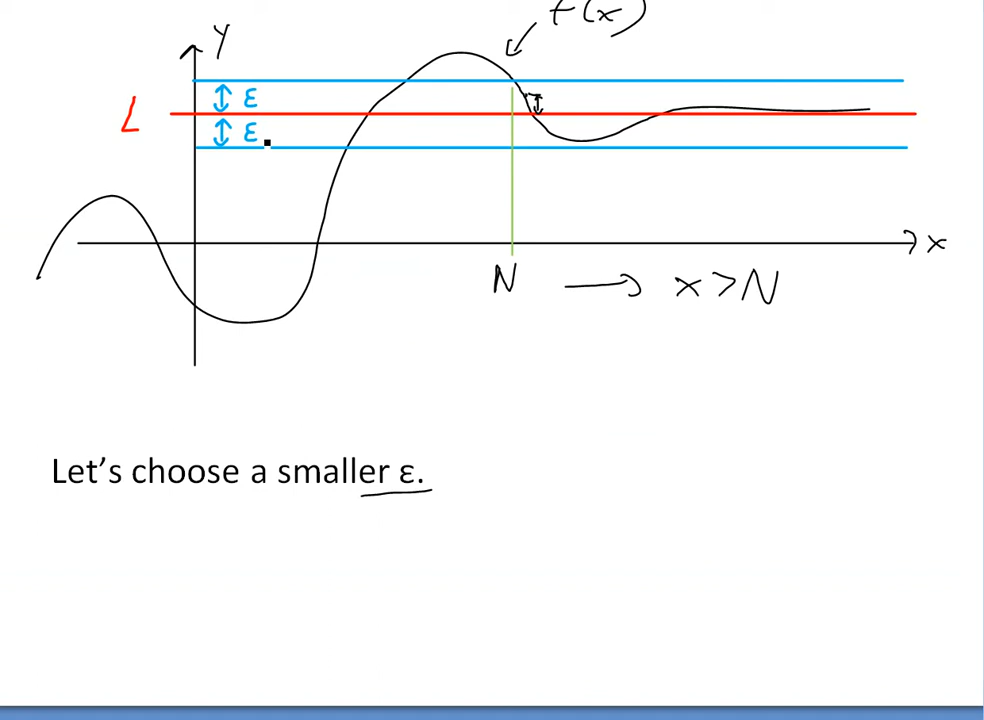 f(x)
y
ε
L
ε
x
N → x > N
Let's choose a smaller ε.